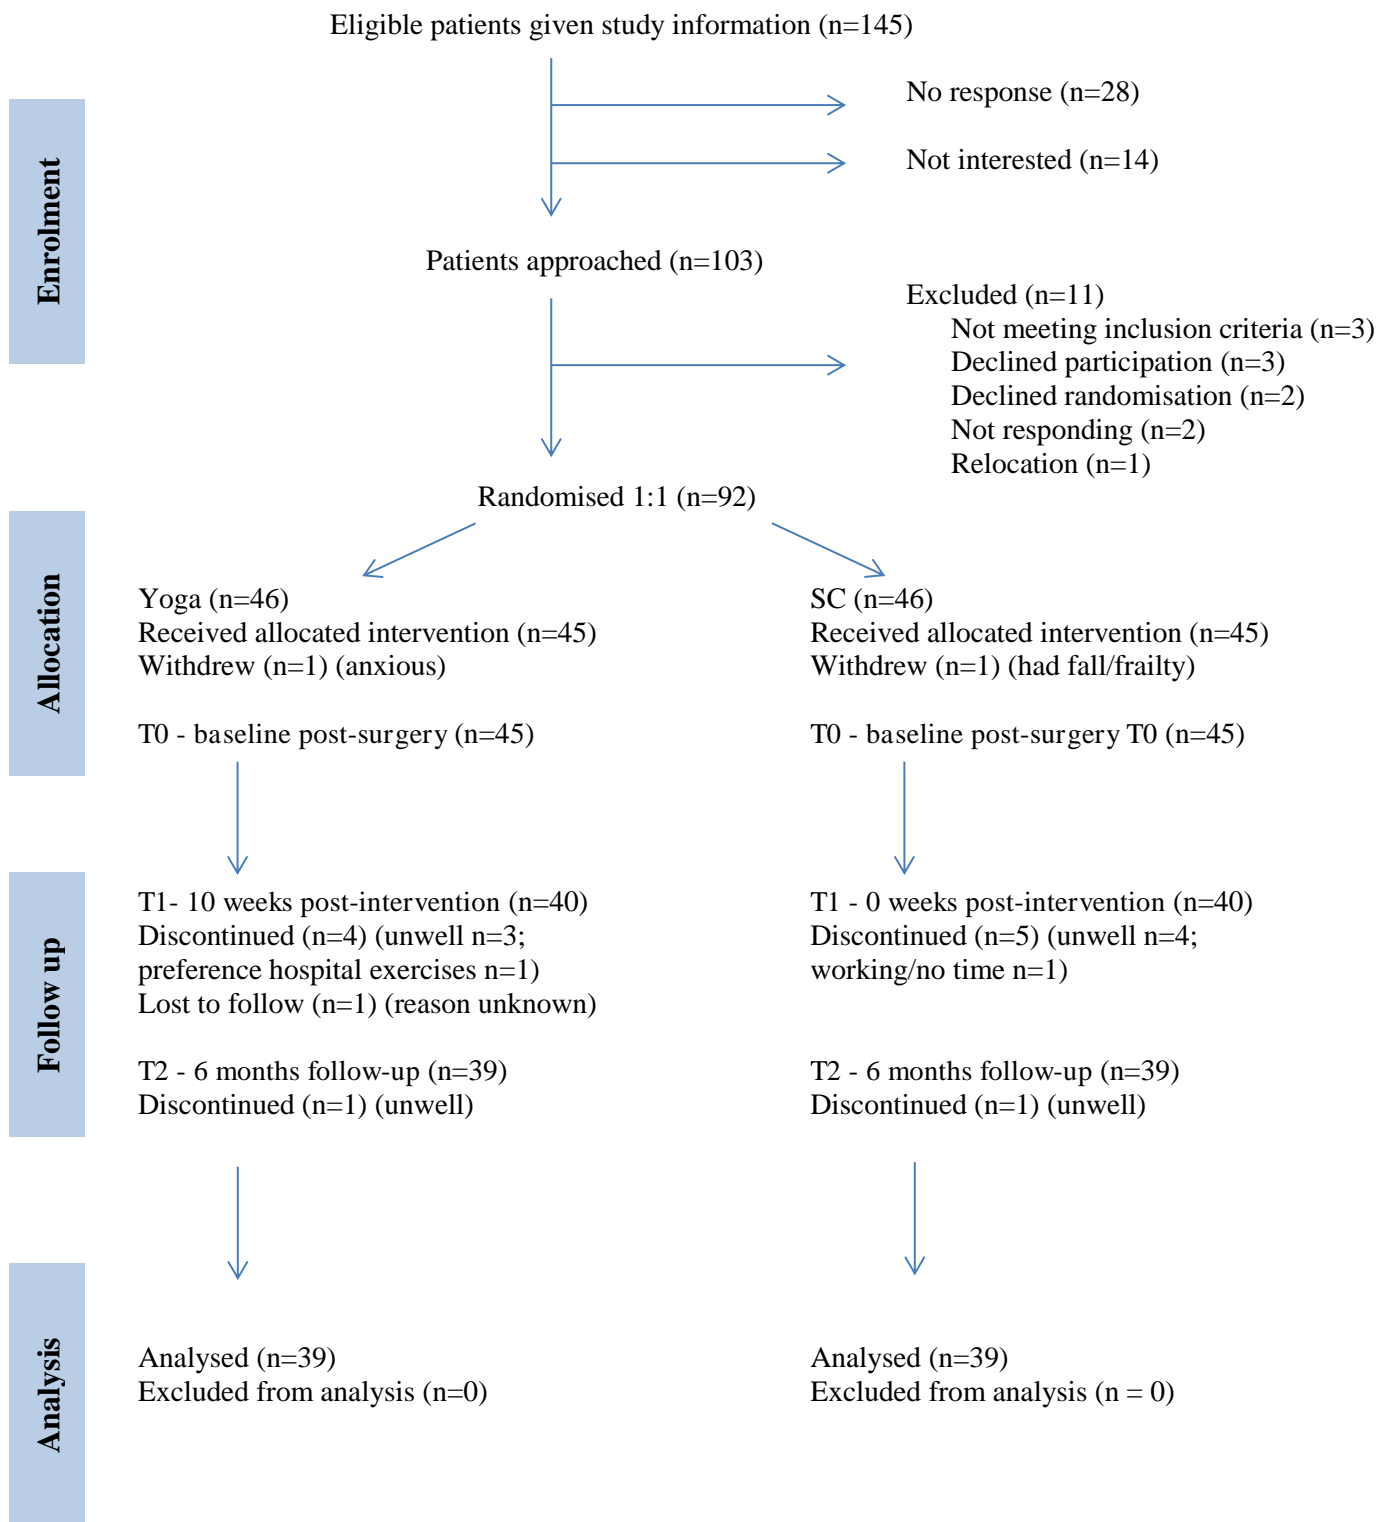 Eligible patients given study information (n=145)
No response (n=28)
Not interested (n=14)
Enrolment
Patients approached (n=103)
Excluded (n=11)
Not meeting inclusion criteria (n=3)
Declined participation (n=3)
Declined randomisation (n=2)
Not responding (n=2)
Relocation (n=1)
Randomised 1:1 (n=92)
Allocation
Yoga (n=46)
Received allocated intervention (n=45)
Withdrew (n=1) (anxious)
T0 - baseline post-surgery (n=45)
SC (n=46)
Received allocated intervention (n=45)
Withdrew (n=1) (had fall/frailty)
T0 - baseline post-surgery T0 (n=45)
Follow up
T1- 10 weeks post-intervention (n=40)
Discontinued (n=4) (unwell n=3;
preference hospital exercises n=1)
Lost to follow (n=1) (reason unknown)
T2 - 6 months follow-up (n=39)
Discontinued (n=1) (unwell)
T1 - 0 weeks post-intervention (n=40)
Discontinued (n=5) (unwell n=4;
working/no time n=1)
T2 - 6 months follow-up (n=39)
Discontinued (n=1) (unwell)
Analysis
Analysed (n=39)
Excluded from analysis (n=0)
Analysed (n=39)
Excluded from analysis (n = 0)